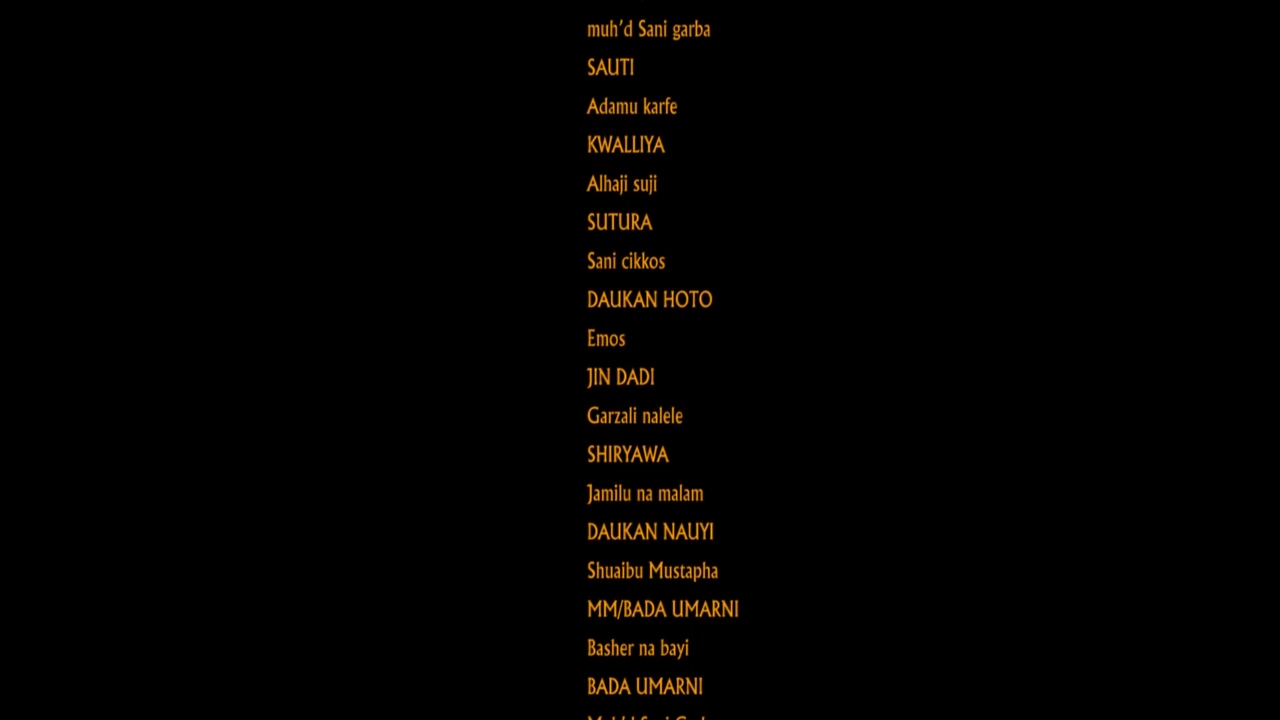 muh'd Sani garba
SAUTI
Adamu karfe
KWALLIYA
Alhaji suji
SUTURA
Sani cikkos
DAUKAN HOTO
Emos
JIN DADI
Garzali nalele
SHIRYAWA
Jamilu na malam
DAUKAN NAUYI
Shuaibu Mustapha
MM/BADA UMARNI
Basher na bayi
BADA UMARNI